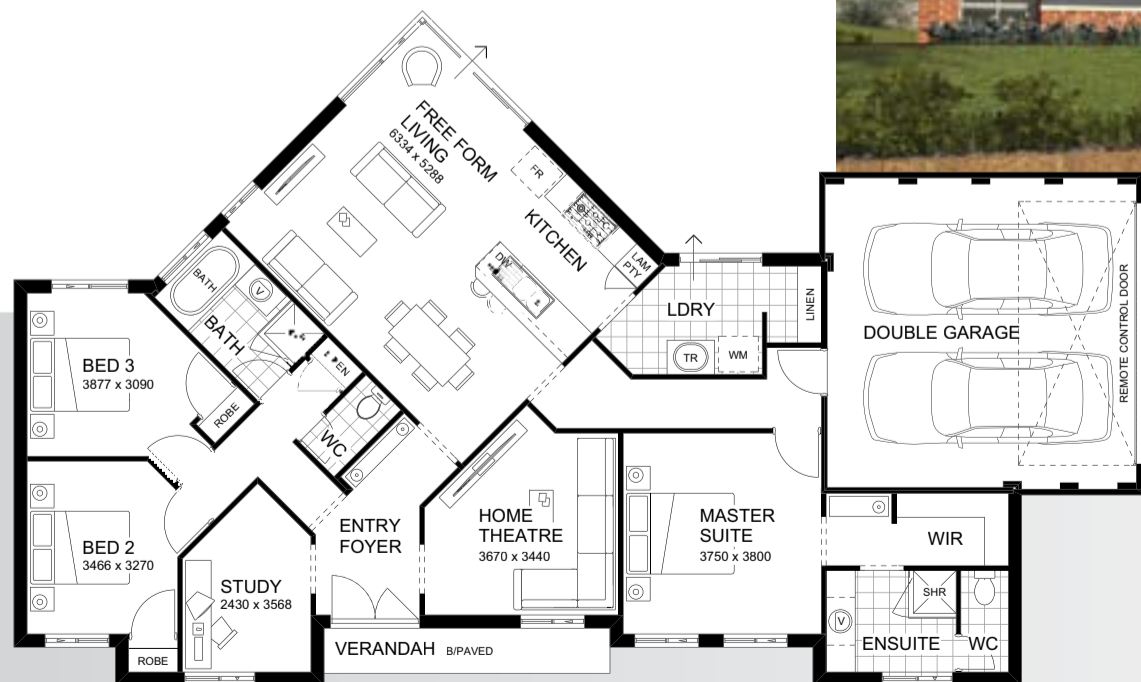 FREE FORM
LIVING
6334 x 5288
FR
KITCHEN
DW
LAM
PTY
BATH
V
BATH
LDRY
LINEN
TR
WM
DOUBLE GARAGE
REMOTE CONTROL DOOR
BED 3
3877 x 3090
ROBE
WC
BED 2
3466 x 3270
ROBE
STUDY
2430 x 3568
ENTRY
FOYER
HOME
THEATRE
3670 x 3440
MASTER
SUITE
3750 x 3800
WIR
SHR
V
ENSUITE
WC
VERANDAH B/PAVED